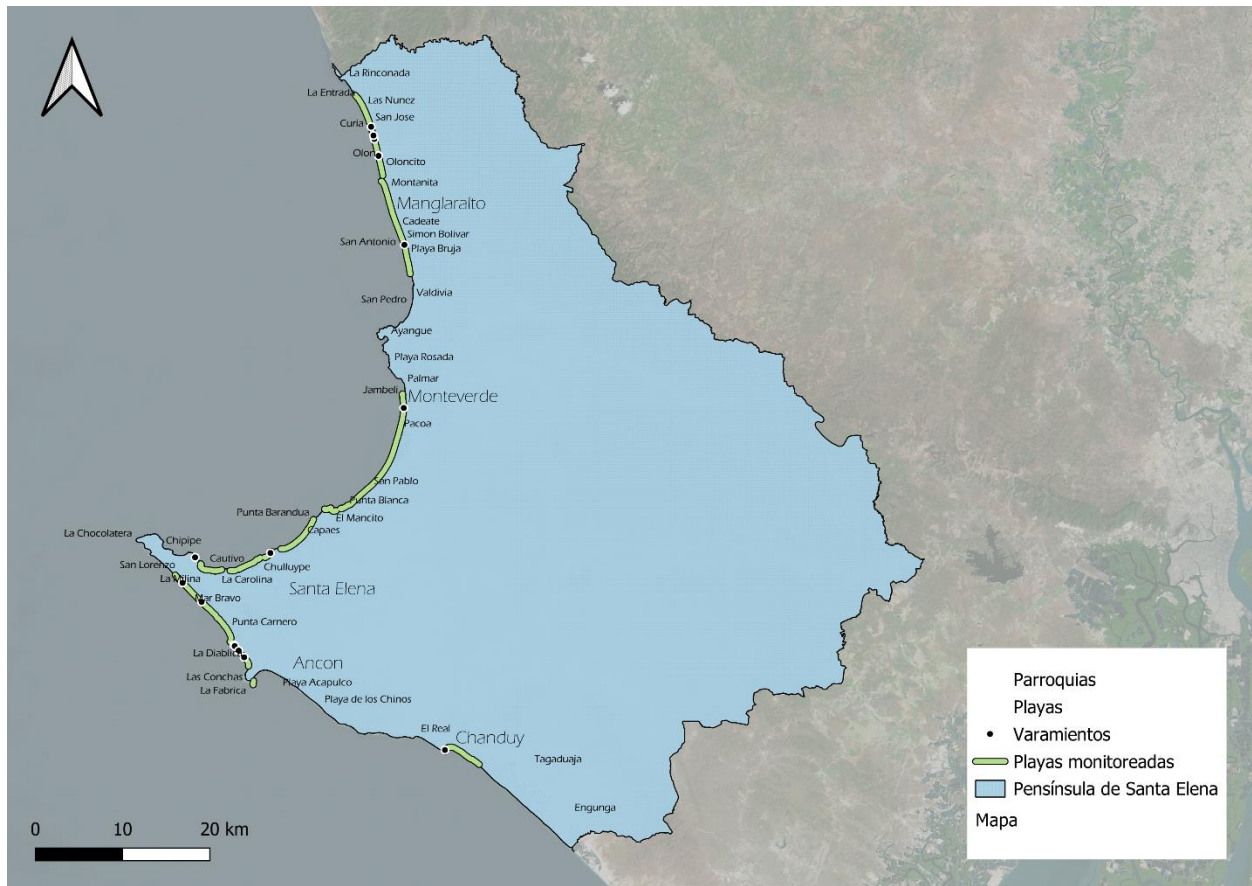 La Rinconada
La Entrada
Las Nunez
San Jose
Curia
Olon
Oloncito
Montanita
Manglaralto
Cadeate
Simon Bolivar
San Antonio
Playa Bruja
Valdivia
San Pedro
Ayangue
Playa Rosada
Palmar
Jambeli
Monteverde
Pacoa
San Pablo
Punta Blanca
Punta Barandua
El Mancito
Capaes
La Chocolatera
Chipipe
Cautivo
San Lorenzo
Chulluype
La Carolina
La Milina
Santa Elena
Mar Bravo
Punta Carnero
La Diablica
Ancon
Las Conchas
Playa Acapulco
La Fabrica
Playa de los Chinos
El Real
Chanduy
Tagaduaja
Engunga
0 10 20 km
Parroquias
Playas
Varamientos
Playas monitoreadas
Pensínsula de Santa Elena
Mapa